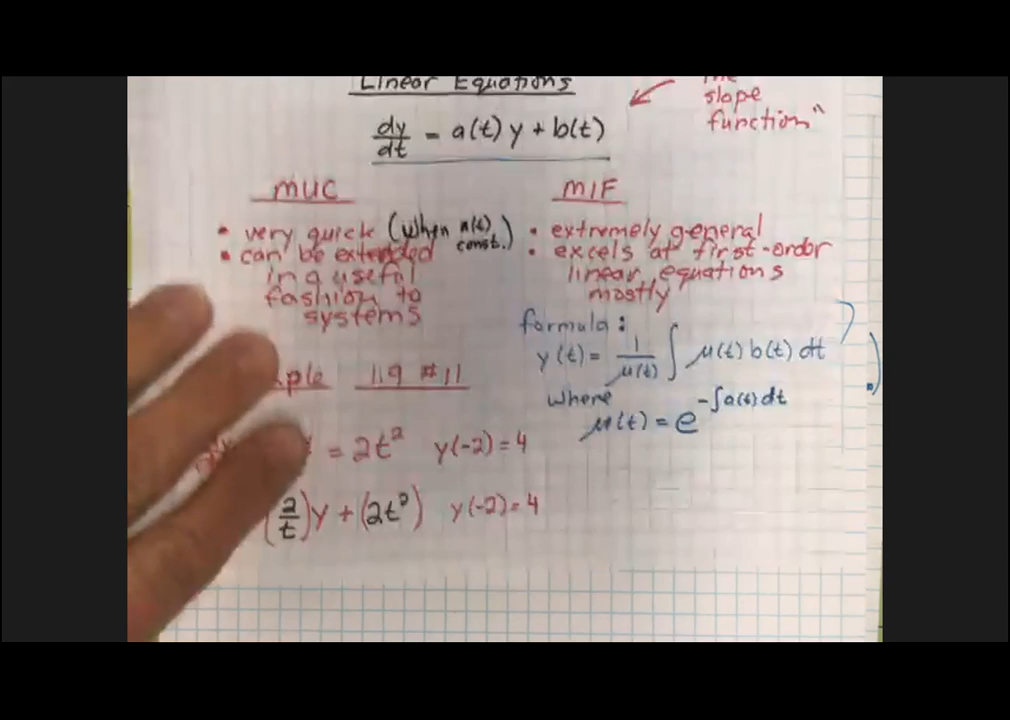 Linear Equations
the
slope
function"
dy/dt = a(t) y + b(t)
MUC
• very quick (when a(t) const.)
• can be extended
in a useful
fashion to
systems
MIF
• extremely general
• excels at first-order
linear equations
mostly
formula:
y(t) = 1/μ(t) ∫ μ(t) b(t) dt
where
μ(t) = e^(-∫a(t)dt)
1.9 #11
= 2t² y(-2) = 4
(2/t)y + (2t²) y(-2) = 4